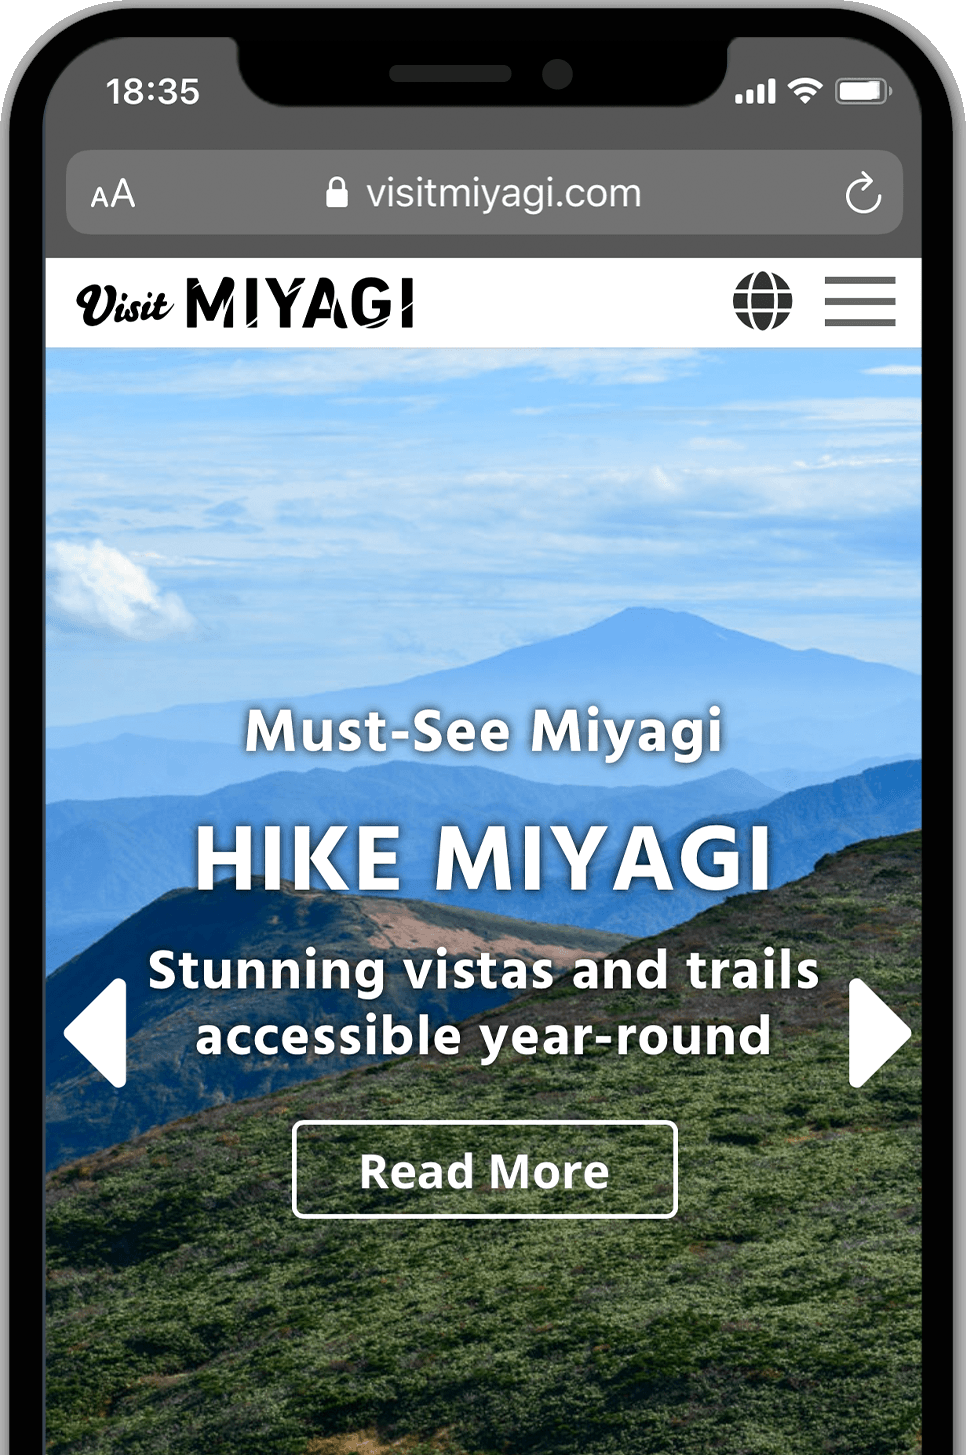 18:35
AA visitmiyagi.com
Visit MIYAGI
Must-See Miyagi
HIKE MIYAGI
Stunning vistas and trails
accessible year-round
Read More